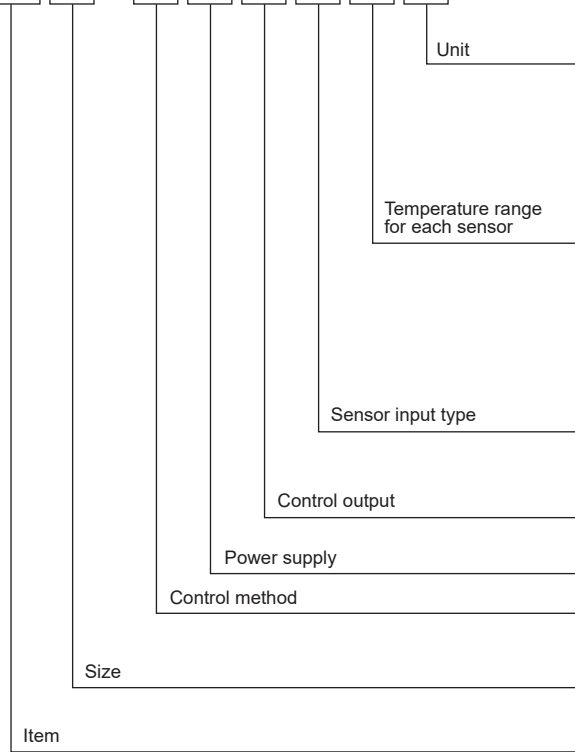 Unit
Temperature range
for each sensor
Sensor input type
Control output
Power supply
Control method
Size
Item